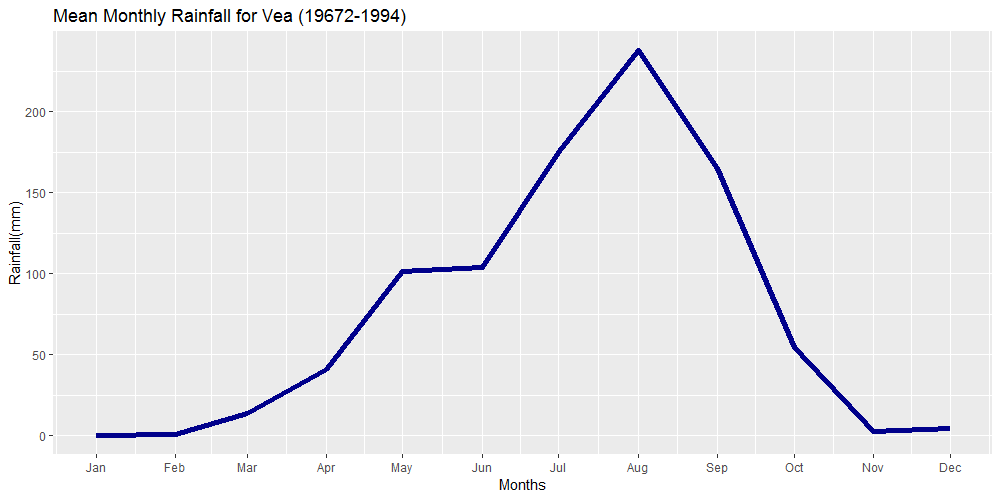 Mean Monthly Rainfall for Vea (19672-1994)
Rainfall(mm)
200
150
100
50
0
Jan Feb Mar Apr May Jun Jul Aug Sep Oct Nov Dec
Months